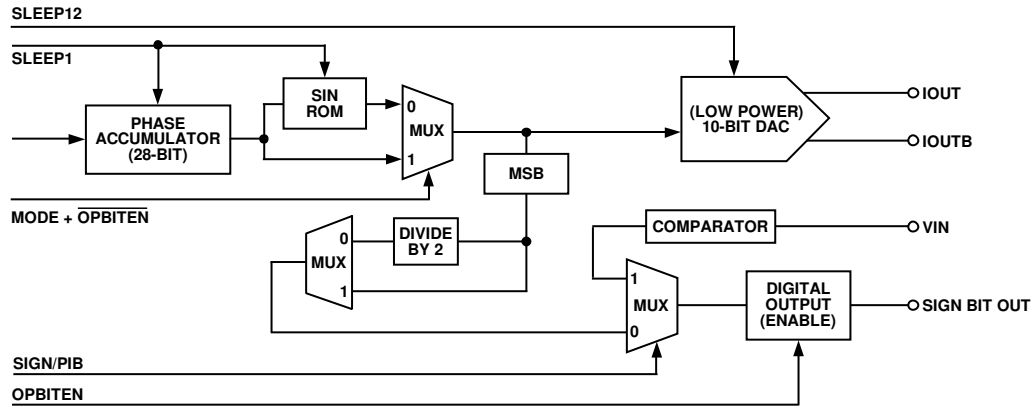 SLEEP12
SLEEP1
SIN
ROM
0
MUX
1
PHASE
ACCUMULATOR
(28-BIT)
(LOW POWER)
10-BIT DAC
IOUT
IOUTB
MSB
MODE + OPBITEN
0
MUX
1
DIVIDE
BY 2
COMPARATOR
VIN
1
MUX
0
DIGITAL
OUTPUT
(ENABLE)
SIGN BIT OUT
SIGN/PIB
OPBITEN